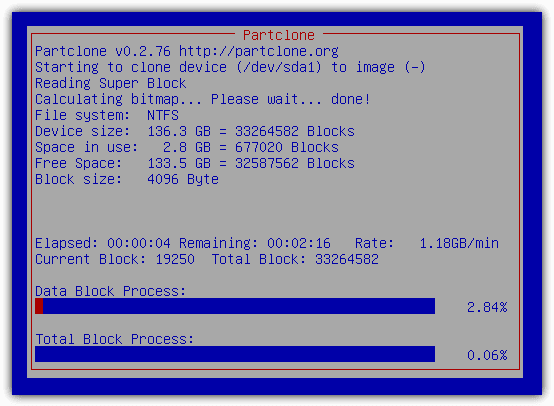 Partclone
Partclone v0.2.76 http://partclone.org
Starting to clone device (/dev/sda1) to image (-)
Reading Super Block
Calculating bitmap... Please wait... done!
File system:  NTFS
Device size:  136.3 GB = 33264582 Blocks
Space in use:   2.8 GB = 677020 Blocks
Free Space:   133.5 GB = 32587562 Blocks
Block size:   4096 Byte
Elapsed: 00:00:04 Remaining: 00:02:16   Rate:   1.18GB/min
Current Block: 19250  Total Block: 33264582
Data Block Process:
2.84%
Total Block Process:
0.06%